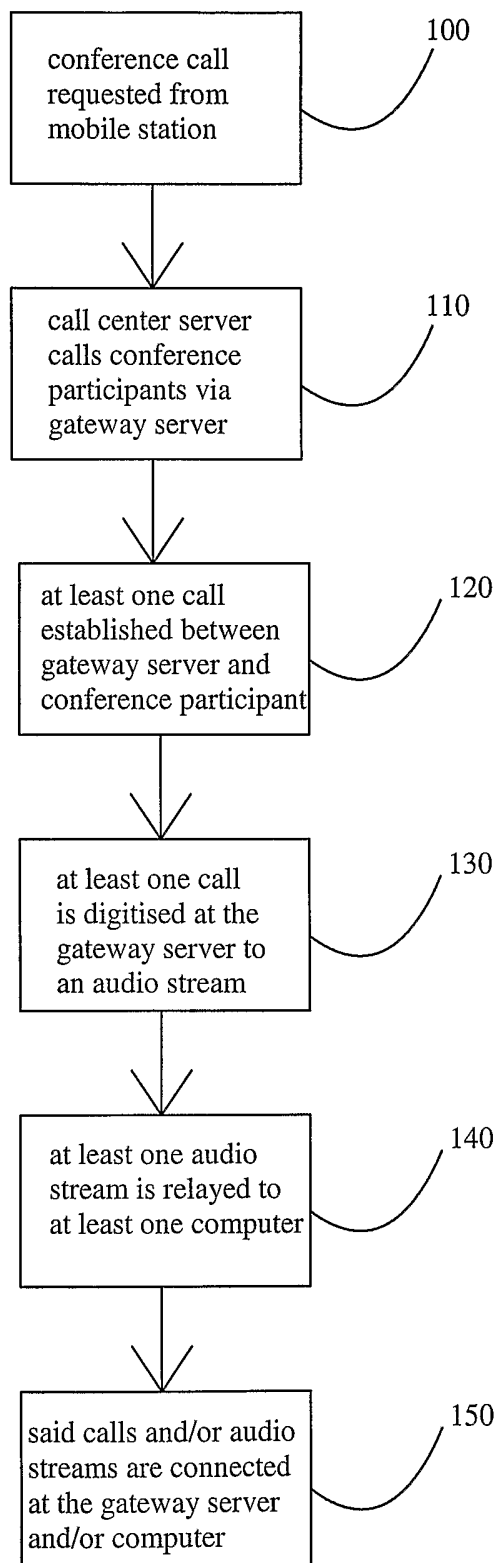 100
conference call
requested from
mobile station
110
call center server
calls conference
participants via
gateway server
120
at least one call
established between
gateway server and
conference participant
130
at least one call
is digitised at the
gateway server to
an audio stream
140
at least one audio
stream is relayed to
at least one computer
150
said calls and/or audio
streams are connected
at the gateway server
and/or computer